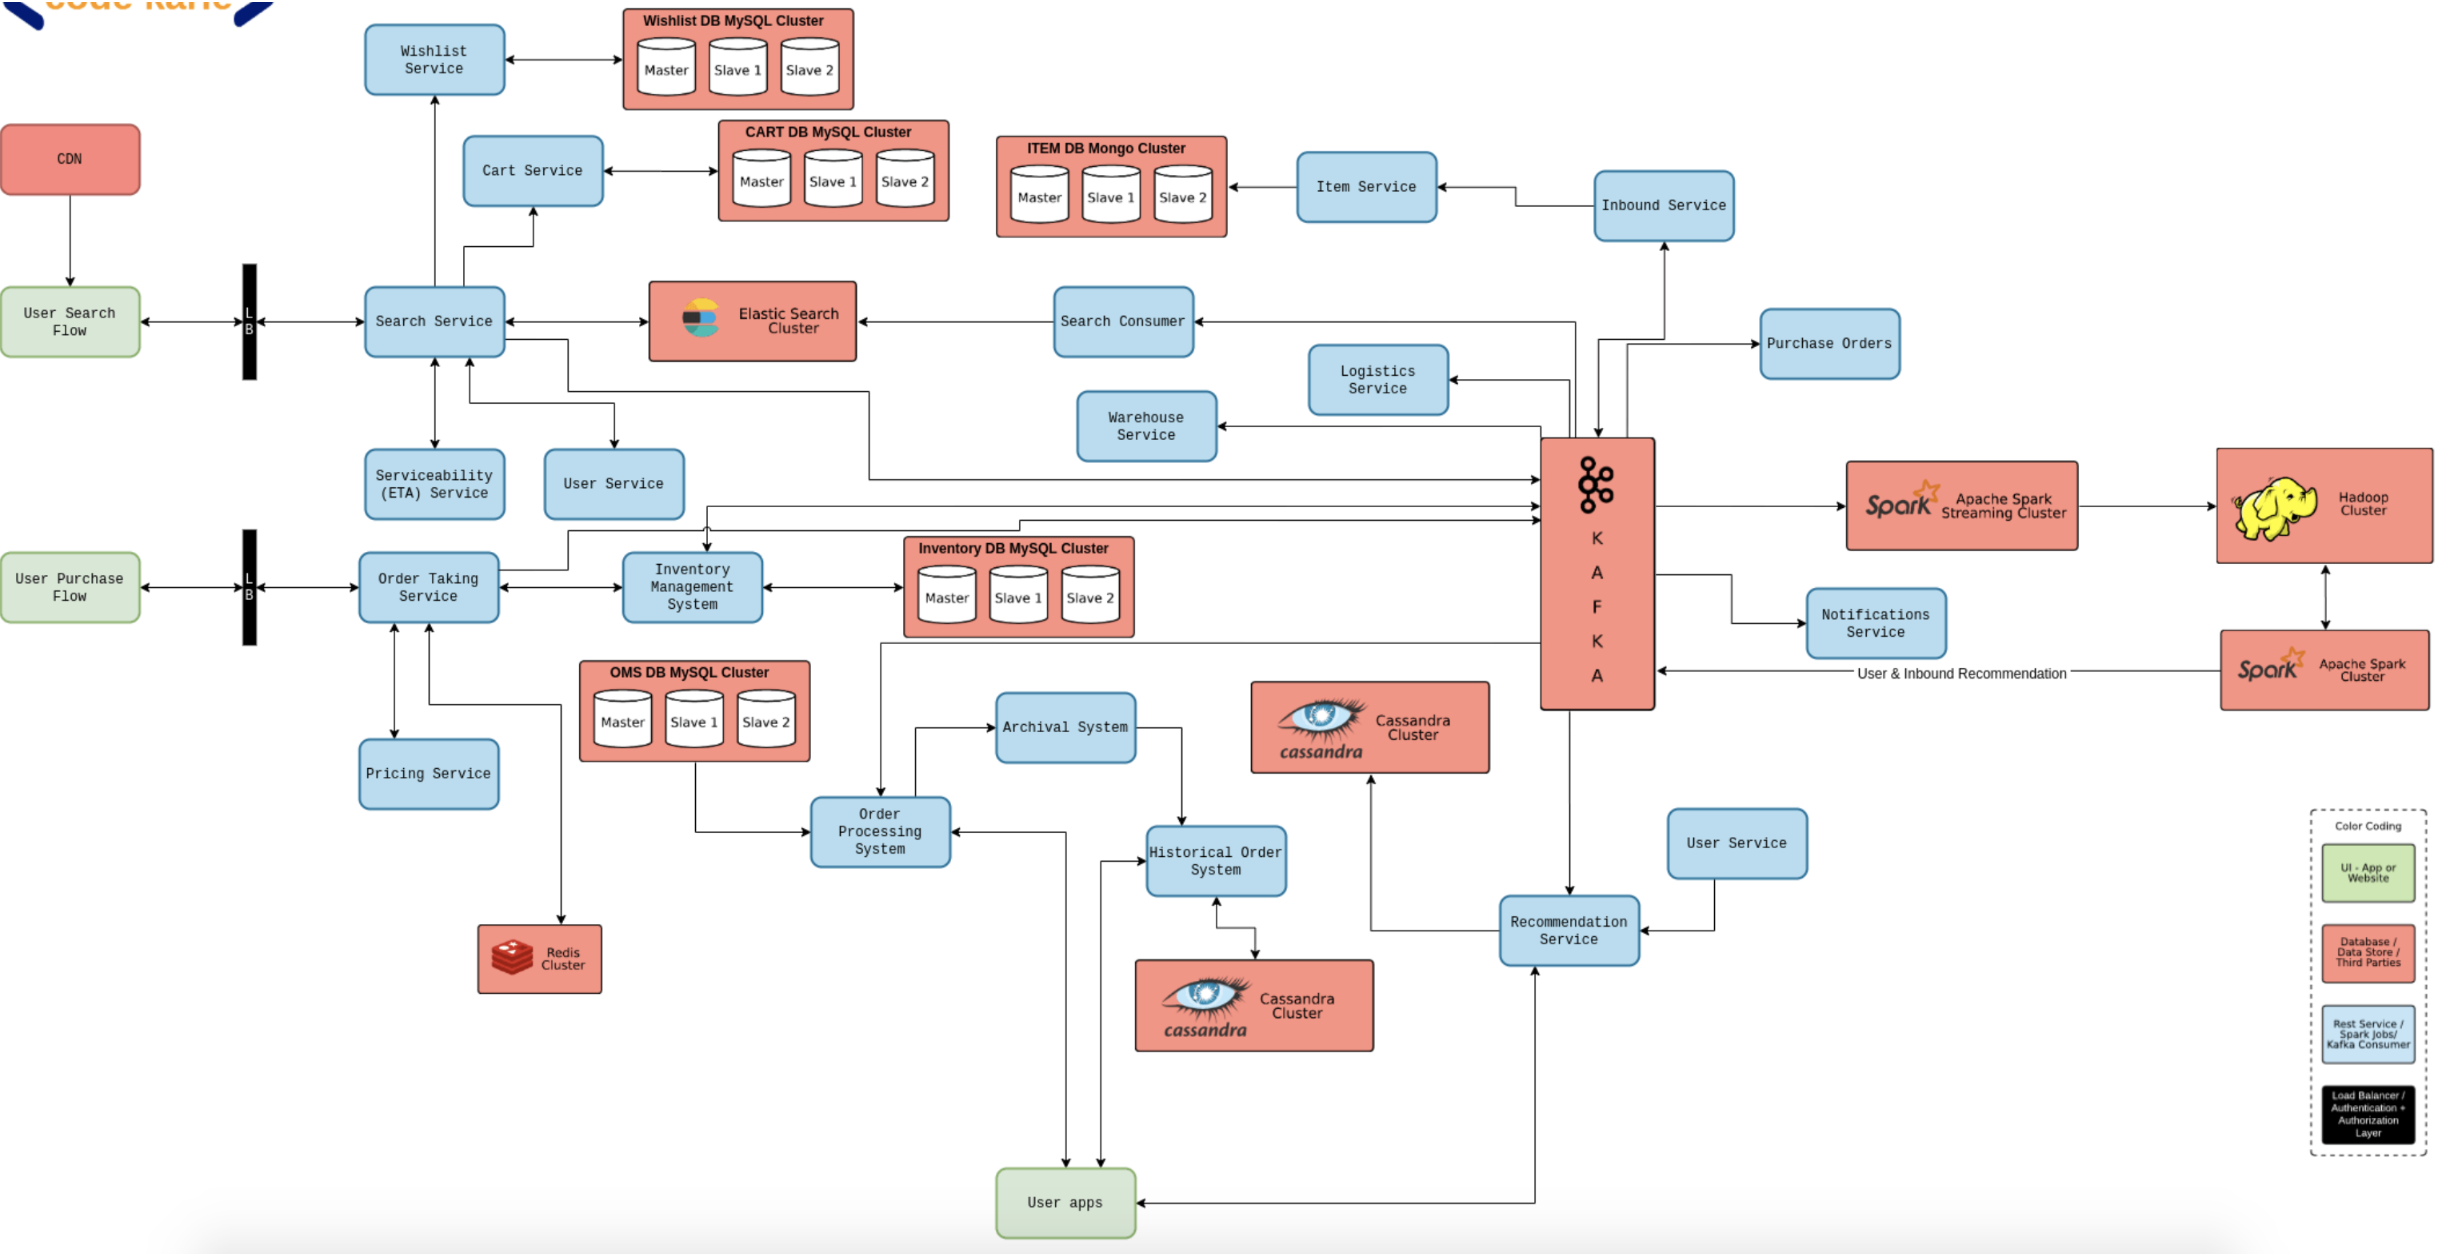 code karle
Wishlist DB MySQL Cluster
Master
Slave 1
Slave 2
Wishlist
Service
CDN
CART DB MySQL Cluster
Master
Slave 1
Slave 2
Cart Service
ITEM DB Mongo Cluster
Master
Slave 1
Slave 2
Item Service
Inbound Service
User Search
Flow
L
B
Search Service
Elastic Search
Cluster
Search Consumer
Purchase Orders
Logistics
Service
Warehouse
Service
Serviceability
(ETA) Service
User Service
K
A
F
K
A
Spark
Apache Spark
Streaming Cluster
Hadoop
Cluster
User Purchase
Flow
L
B
Order Taking
Service
Inventory
Management
System
Inventory DB MySQL Cluster
Master
Slave 1
Slave 2
Notifications
Service
User & Inbound Recommendation
Spark
Apache Spark
Cluster
OMS DB MySQL Cluster
Master
Slave 1
Slave 2
Archival System
cassandra
Cassandra
Cluster
Pricing Service
Order
Processing
System
Historical Order
System
User Service
Recommendation
Service
Redis
Cluster
cassandra
Cassandra
Cluster
User apps
Color Coding
UI - App or
Website
Database /
Data Store /
Third Parties
Rest Service /
Spark Jobs/
Kafka Consumer
Load Balancer /
Authentication +
Authorization
Layer